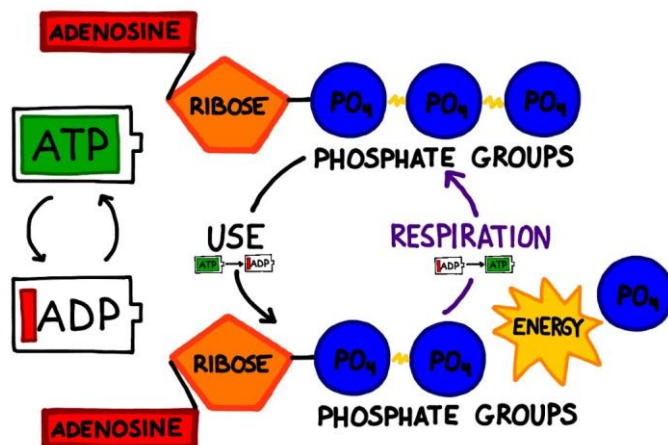 ADENOSINE
RIBOSE
PO4
PO4
PO4
PHOSPHATE GROUPS
ATP
ADP
USE
ATP
ADP
RESPIRATION
ADP
ATP
RIBOSE
PO4
PO4
ENERGY
PO4
ADENOSINE
PHOSPHATE GROUPS